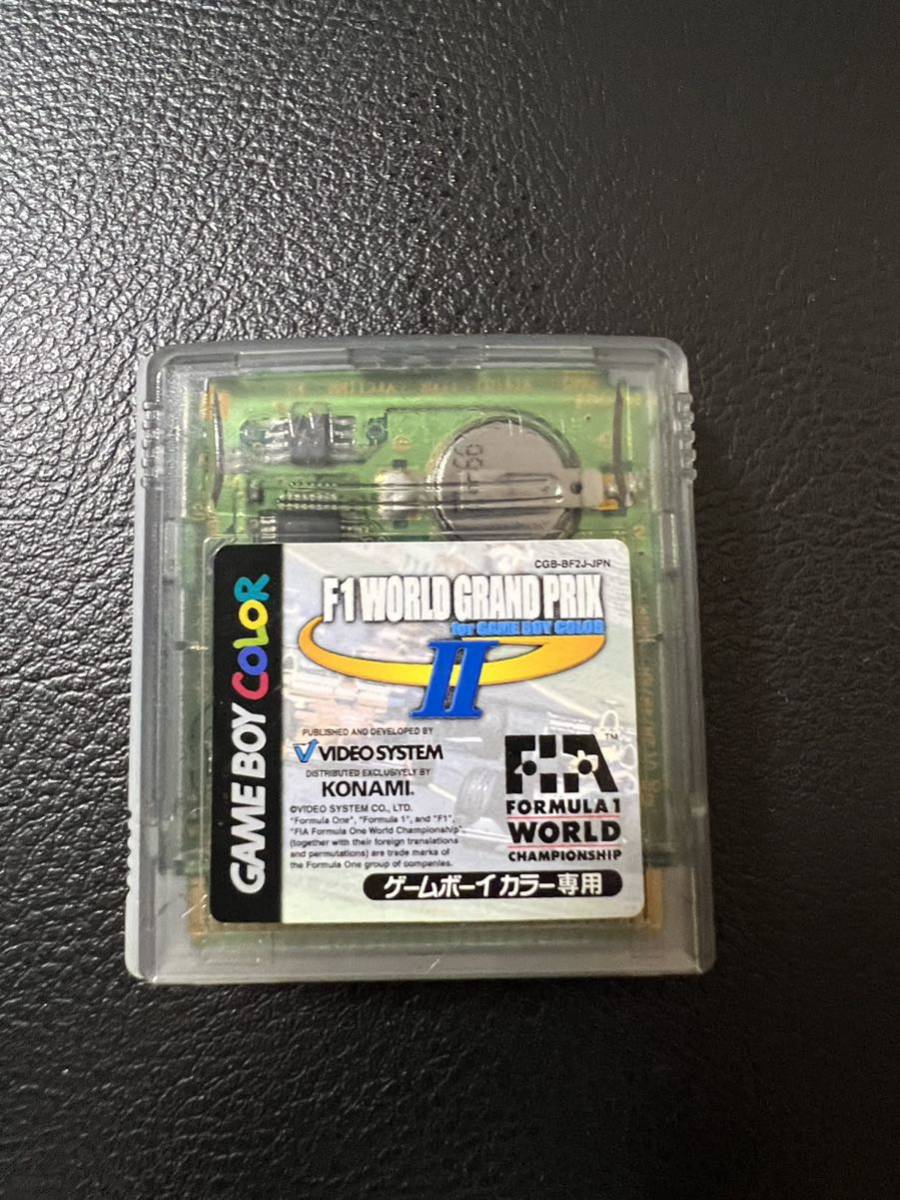 CGB-BF2J-JPN
F1 WORLD GRAND PRIX
for GAME BOY COLOR
II
GAME BOY COLOR
PUBLISHED AND DEVELOPED BY
VIDEO SYSTEM
DISTRIBUTED EXCLUSIVELY BY
KONAMI.
©VIDEO SYSTEM CO., LTD.
"Formula One", "Formula 1", and "F1",
"FIA Formula One World Championship"
(together with their foreign translations
and permutations) are trade marks of
the Formula One group of companies.
FIA™
FORMULA 1
WORLD
CHAMPIONSHIP
ゲームボーイカラー専用